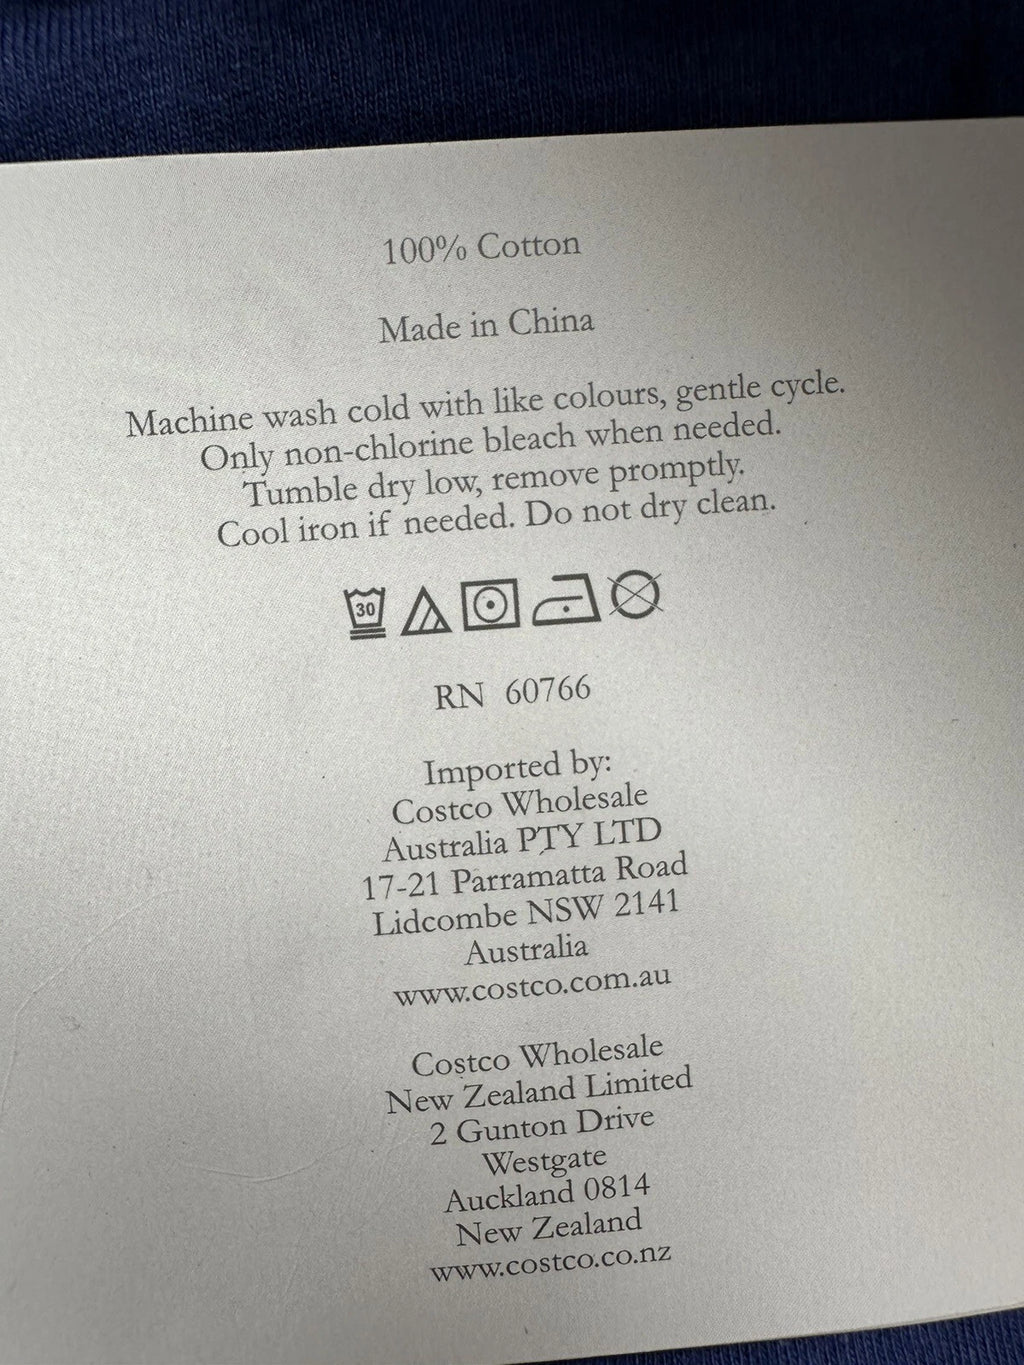 100% Cotton
Made in China
Machine wash cold with like colours, gentle cycle.
Only non-chlorine bleach when needed.
Tumble dry low, remove promptly.
Cool iron if needed. Do not dry clean.
30
RN 60766
Imported by:
Costco Wholesale
Australia PTY LTD
17-21 Parramatta Road
Lidcombe NSW 2141
Australia
www.costco.com.au
Costco Wholesale
New Zealand Limited
2 Gunton Drive
Westgate
Auckland 0814
New Zealand
www.costco.co.nz